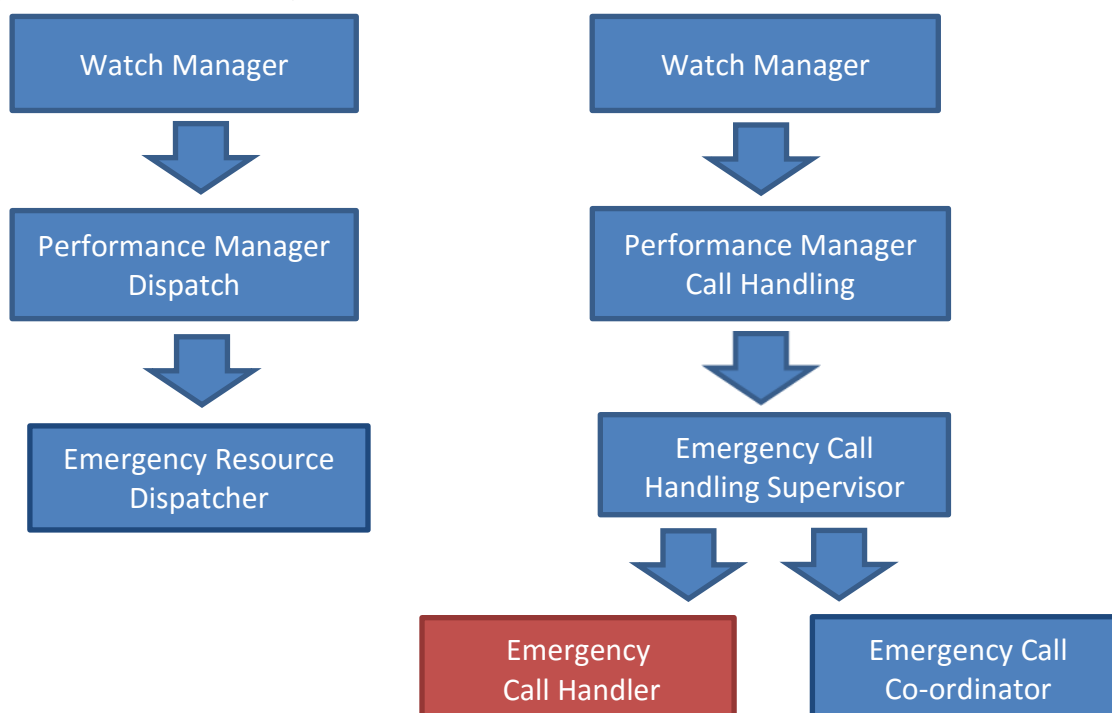 Watch Manager
Performance Manager
Dispatch
Emergency Resource
Dispatcher
Watch Manager
Performance Manager
Call Handling
Emergency Call
Handling Supervisor
Emergency
Call Handler
Emergency Call
Co-ordinator